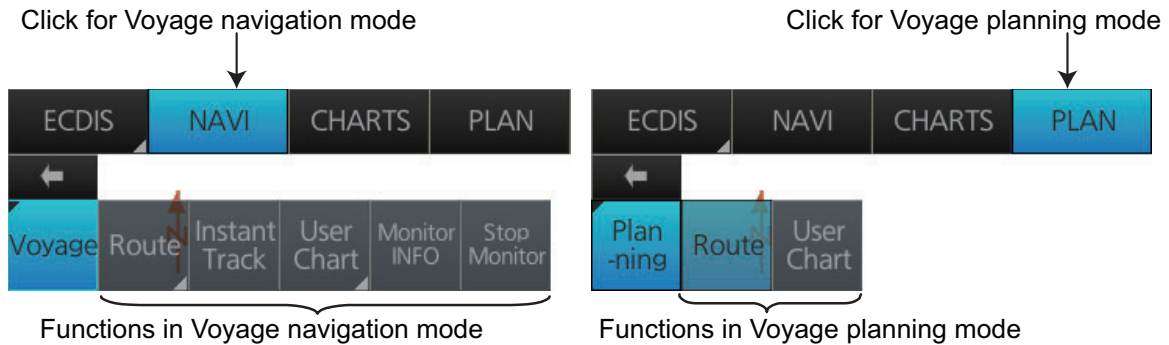 Click for Voyage navigation mode
Click for Voyage planning mode
ECDIS NAVI CHARTS PLAN
ECDIS NAVI CHARTS PLAN
Voyage Route Instant Track User Chart Monitor INFO Stop Monitor
Plan -ning Route User Chart
N
Functions in Voyage navigation mode
Functions in Voyage planning mode